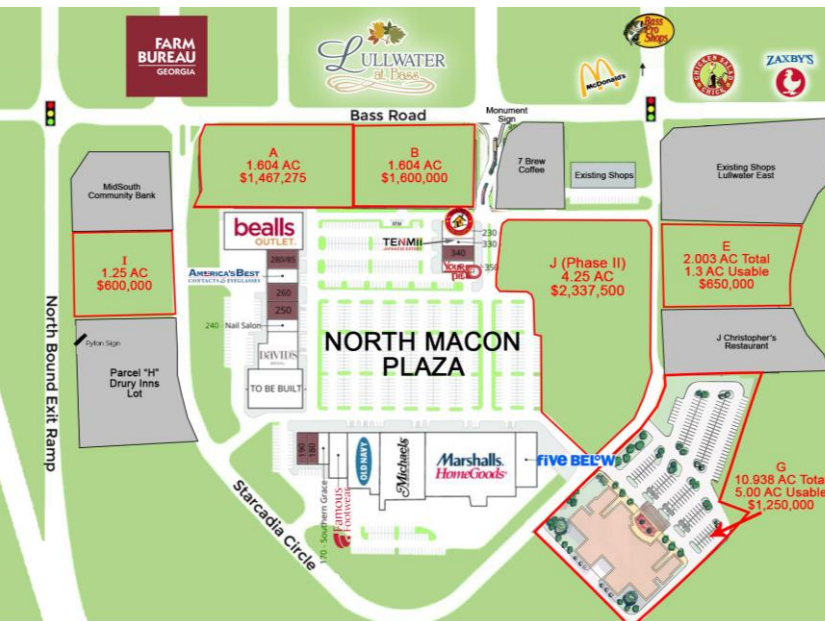 FARM
BUREAU
GEORGIA
LULLWATER
at Bass
Bass
Pro
Shops
McDonald's
CHICKEN SALAD
CHICK
ZAXBY'S
Bass Road
Monument
Sign
A
1.604 AC
$1,467,275
B
1.604 AC
$1,600,000
7 Brew
Coffee
Existing Shops
Existing Shops
Lullwater East
MidSouth
Community Bank
I
1.25 AC
$600,000
Pylon Sign
Parcel "H"
Drury Inns
Lot
North Bound Exit Ramp
bealls
OUTLET.
280/85
AMERICA'S BEST
CONTACTS & EYEGLASSES
260
250
240 - Nail Salon
DAVID'S
TO BE BUILT
TENMII
230
330
340
350
YOUR
PIE
J (Phase II)
4.25 AC
$2,337,500
E
2.003 AC Total
1.3 AC Usable
$650,000
J Christopher's
Restaurant
NORTH MACON
PLAZA
190
180
170 - Southern Grace
Famous
Footwear
OLD NAVY
Michaels
Marshalls.
HomeGoods
five BELOW
G
10.938 AC Total
5.00 AC Usable
$1,250,000
Starcadia Circle